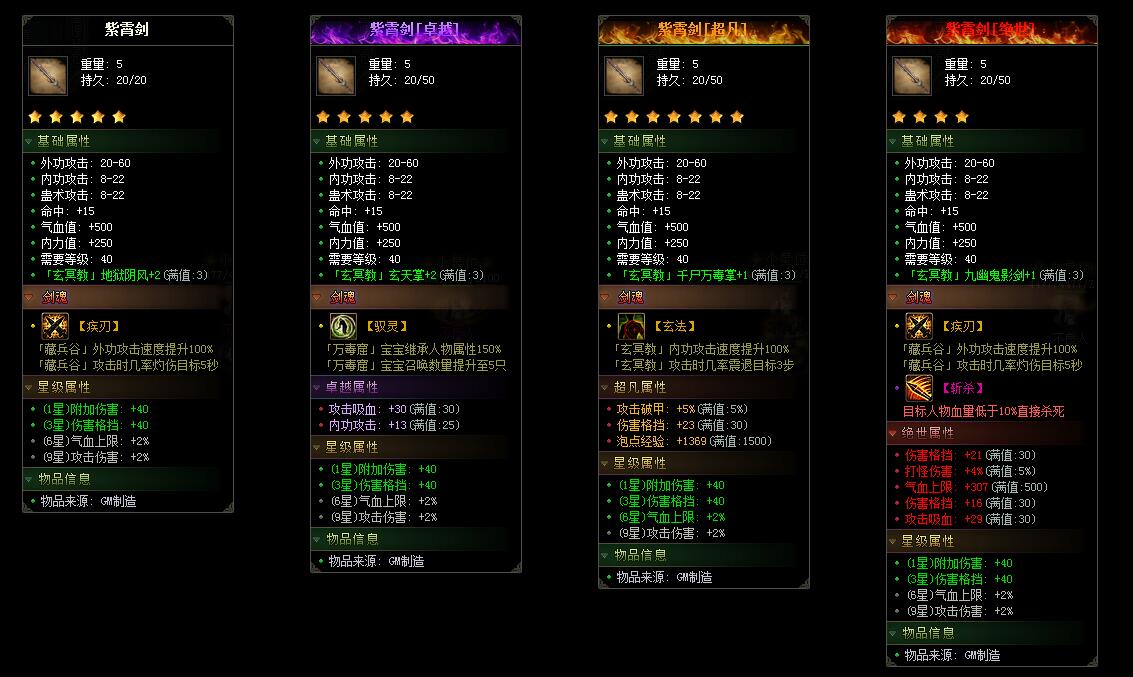 紫霄剑
重量: 5
持久: 20/20
基础属性
外功攻击: 20-60
内功攻击: 8-22
蛊术攻击: 8-22
命中: +15
气血值: +500
内力值: +250
需要等级: 40
「玄冥教」地狱阴风+2(满值:3)
剑魂
【疾刃】
「藏兵谷」外功攻击速度提升100%
「藏兵谷」攻击时几率灼伤目标5秒
星级属性
(1星)附加伤害: +40
(3星)伤害格挡: +40
(6星)气血上限: +2%
(9星)攻击伤害: +2%
物品信息
物品来源: GM制造
紫霄剑[卓越]
重量: 5
持久: 20/50
基础属性
外功攻击: 20-60
内功攻击: 8-22
蛊术攻击: 8-22
命中: +15
气血值: +500
内力值: +250
需要等级: 40
「玄冥教」玄天掌+2(满值:3)
剑魂
【驭灵】
「万毒窟」宝宝继承人物属性150%
「万毒窟」宝宝召唤数量提升至5只
卓越属性
攻击吸血: +30(满值:30)
内功攻击: +13(满值:25)
星级属性
(1星)附加伤害: +40
(3星)伤害格挡: +40
(6星)气血上限: +2%
(9星)攻击伤害: +2%
物品信息
物品来源: GM制造
紫霄剑[超凡]
重量: 5
持久: 20/50
基础属性
外功攻击: 20-60
内功攻击: 8-22
蛊术攻击: 8-22
命中: +15
气血值: +500
内力值: +250
需要等级: 40
「玄冥教」千尸万毒掌+1(满值:3)
剑魂
【玄法】
「玄冥教」内功攻击速度提升100%
「玄冥教」攻击时几率震退目标3步
超凡属性
攻击破甲: +5%(满值:5%)
伤害格挡: +23(满值:30)
泡点经验: +1369(满值:1500)
星级属性
(1星)附加伤害: +40
(3星)伤害格挡: +40
(6星)气血上限: +2%
(9星)攻击伤害: +2%
物品信息
物品来源: GM制造
紫霄剑[绝世]
重量: 5
持久: 20/50
基础属性
外功攻击: 20-60
内功攻击: 8-22
蛊术攻击: 8-22
命中: +15
气血值: +500
内力值: +250
需要等级: 40
「玄冥教」九幽鬼影剑+1(满值:3)
剑魂
【疾刃】
「藏兵谷」外功攻击速度提升100%
「藏兵谷」攻击时几率灼伤目标5秒
【斩杀】
目标人物血量低于10%直接杀死
绝世属性
伤害格挡: +21(满值:30)
打怪伤害: +4%(满值:5%)
气血上限: +307(满值:500)
伤害格挡: +16(满值:30)
攻击吸血: +29(满值:30)
星级属性
(1星)附加伤害: +40
(3星)伤害格挡: +40
(6星)气血上限: +2%
(9星)攻击伤害: +2%
物品信息
物品来源: GM制造